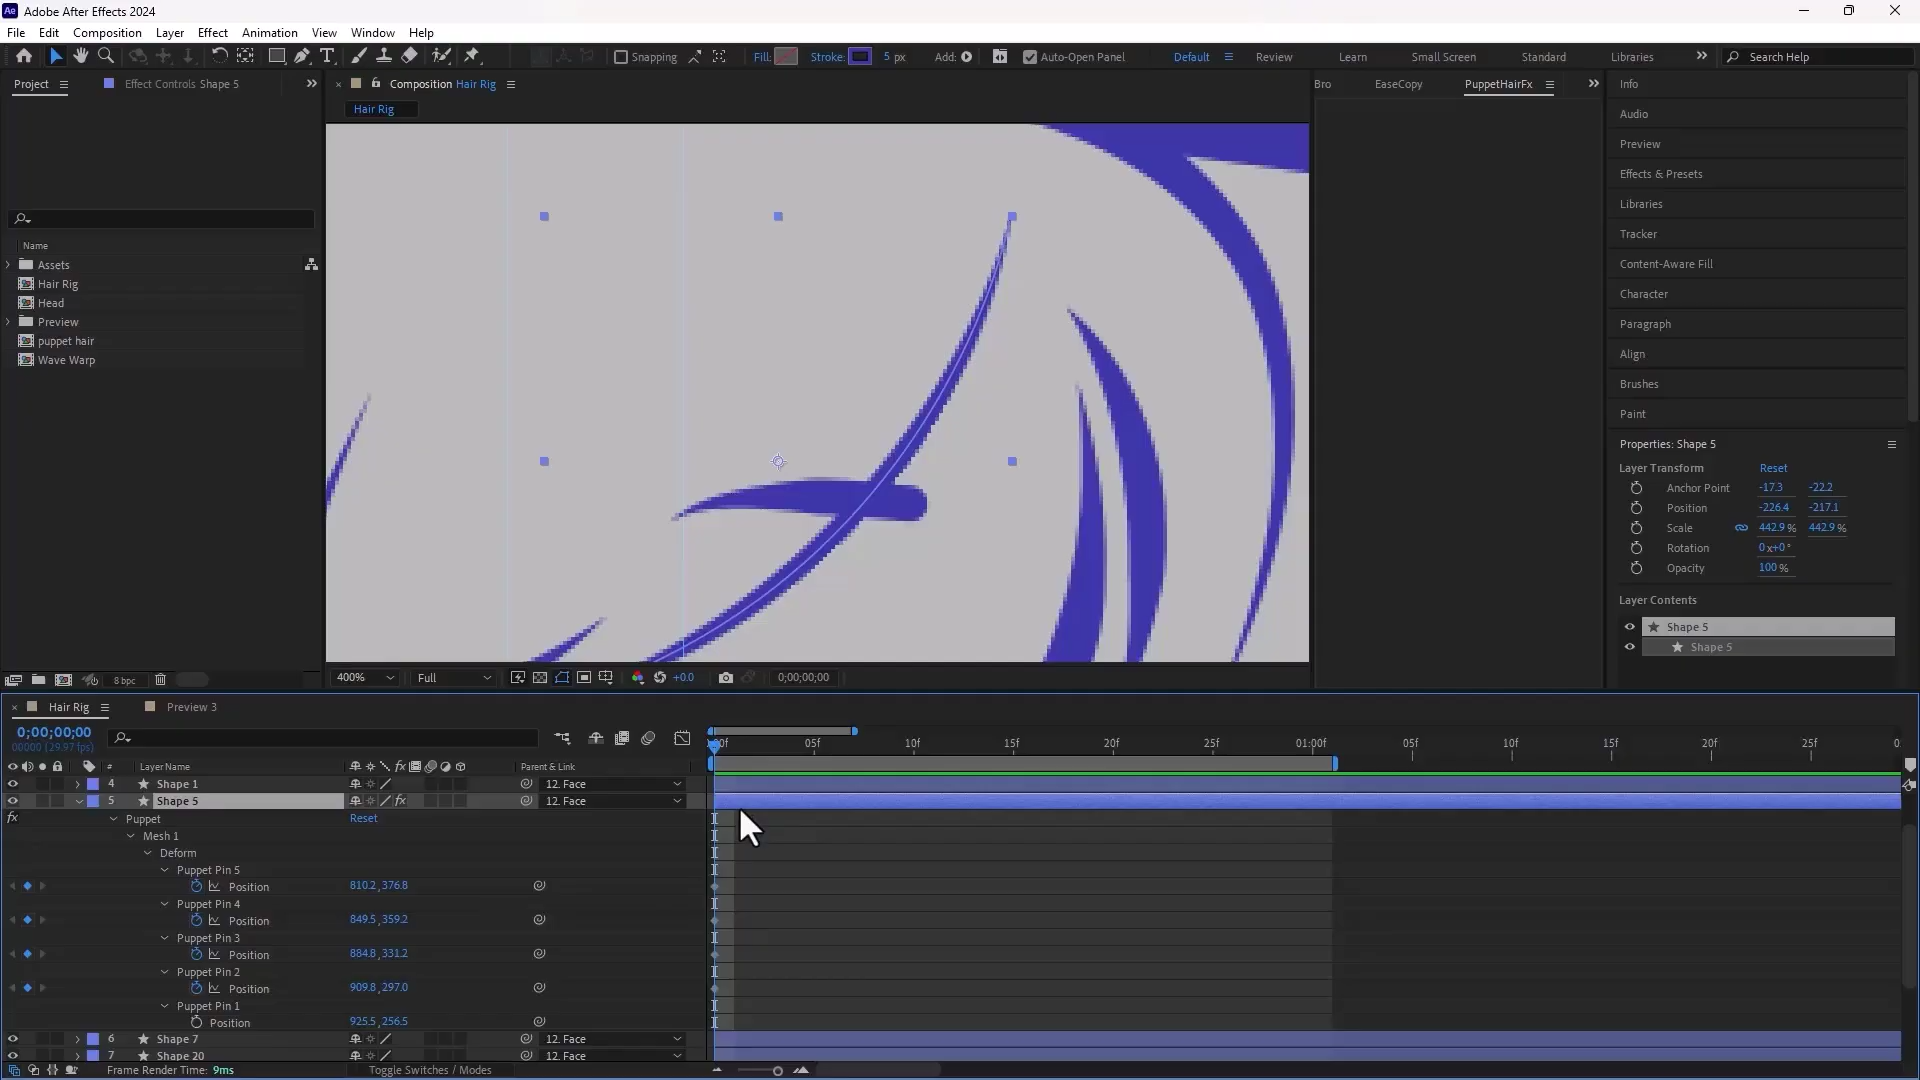 Ae Adobe After Effects 2024
File Edit Composition Layer Effect Animation View Window Help
Snapping Fill: Stroke: 5 px Add: Auto-Open Panel Default Review Learn Small Screen Standard Libraries Search Help
Project Effect Controls Shape 5
Composition Hair Rig
Hair Rig
Name
Assets
Hair Rig
Head
Preview
puppet hair
Wave Warp
8 bpc
400% Full +0.0 0;00;00;00
Bro EaseCopy PuppetHairFx
Info
Audio
Preview
Effects & Presets
Libraries
Tracker
Content-Aware Fill
Character
Paragraph
Align
Brushes
Paint
Properties: Shape 5
Layer Transform Reset
Anchor Point -17.3 -22.2
Position -226.4 -217.1
Scale 442.9 % 442.9 %
Rotation 0x+0°
Opacity 100 %
Layer Contents
Shape 5
Shape 5
Hair Rig Preview 3
0;00;00;00
00000 (29.97 fps)
:00f 05f 10f 15f 20f 25f 01:00f 05f 10f 15f 20f 25f 0
# Layer Name Parent & Link
4 Shape 1 12. Face
5 Shape 5 fx 12. Face
fx Puppet Reset
Mesh 1
Deform
Puppet Pin 5
Position 810.2,376.8
Puppet Pin 4
Position 849.5,359.2
Puppet Pin 3
Position 884.8,331.2
Puppet Pin 2
Position 909.8,297.0
Puppet Pin 1
Position 925.5,256.5
6 Shape 7 12. Face
7 Shape 20 12. Face
Frame Render Time: 9ms Toggle Switches / Modes